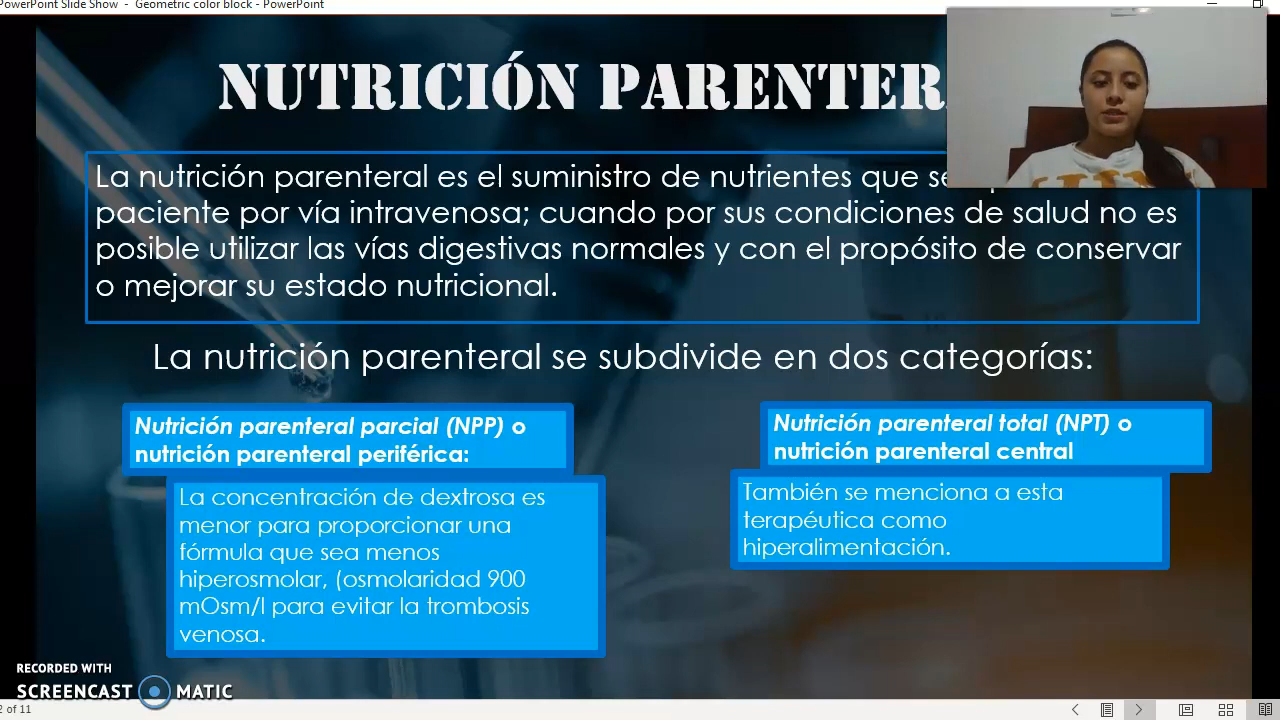 PowerPoint Slide Show - Geometric color block - PowerPoint
NUTRICIÓN
La nutrición parenteral es el suministro de nutrientes que se
paciente por vía intravenosa; cuando por sus condiciones de salud no es
posible utilizar las vías digestivas normales y con el propósito de conservar
o mejorar su estado nutricional.
La nutrición parenteral se subdivide en dos categorías:
Nutrición parenteral parcial (NPP) o
nutrición parenteral periférica:
La concentración de dextrosa es
menor para proporcionar una
fórmula que sea menos
hiperosmolar, (osmolaridad 900
mOsm/l para evitar la trombosis
venosa.
Nutrición parenteral total (NPT) o
nutrición parenteral central
También se menciona a esta
terapéutica como
hiperalimentación.
RECORDED WITH
SCREENCAST MATIC
2 of 11